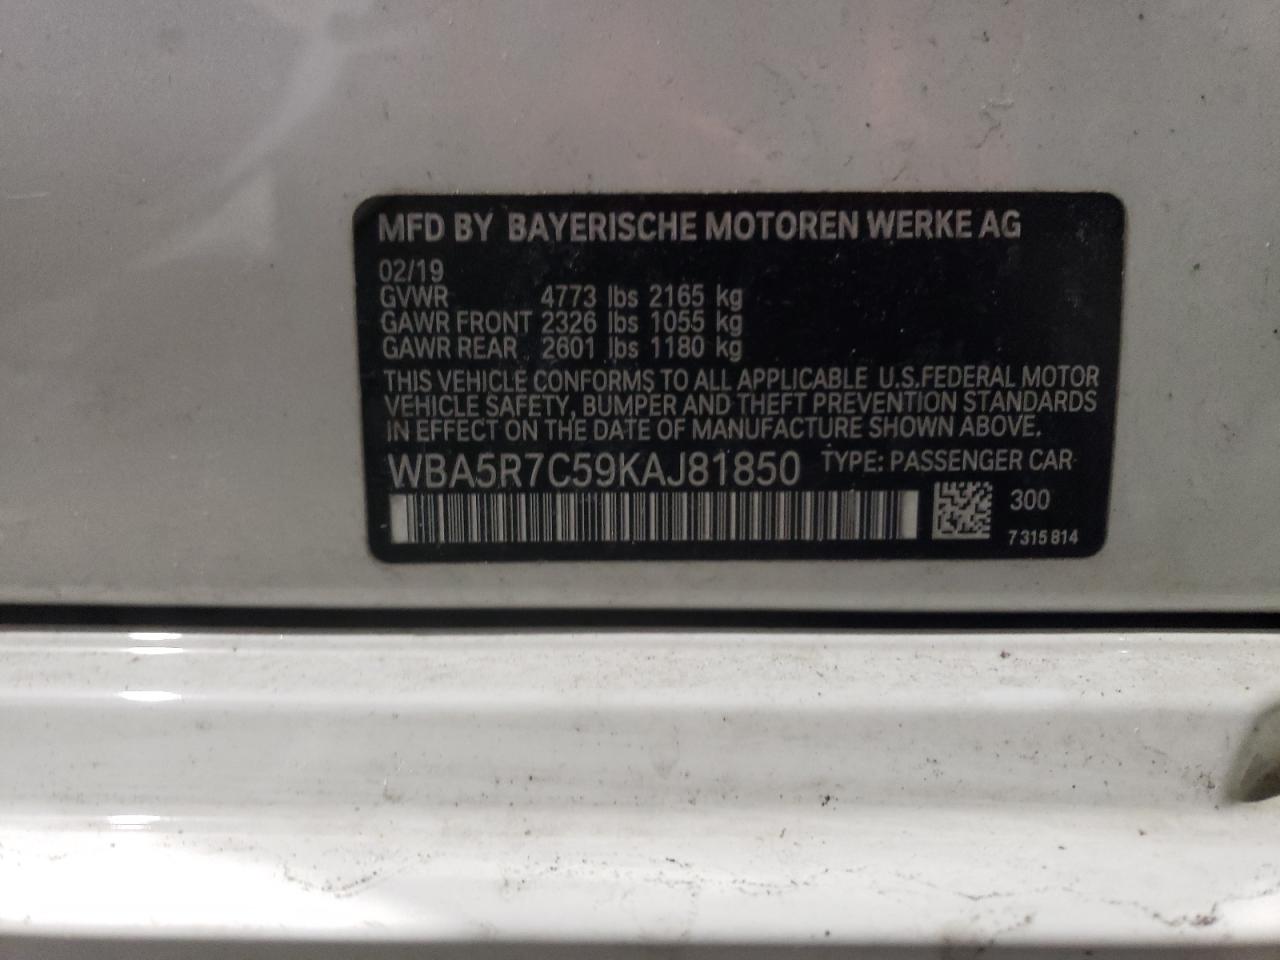 MFD BY BAYERISCHE MOTOREN WERKE AG
02/19
GVWR 4773 lbs 2165 kg
GAWR FRONT 2326 lbs 1055 kg
GAWR REAR 2601 lbs 1180 kg
THIS VEHICLE CONFORMS TO ALL APPLICABLE U.S.FEDERAL MOTOR
VEHICLE SAFETY, BUMPER AND THEFT PREVENTION STANDARDS
IN EFFECT ON THE DATE OF MANUFACTURE SHOWN ABOVE.
WBA5R7C59KAJ81850 TYPE: PASSENGER CAR
300
7 315 814